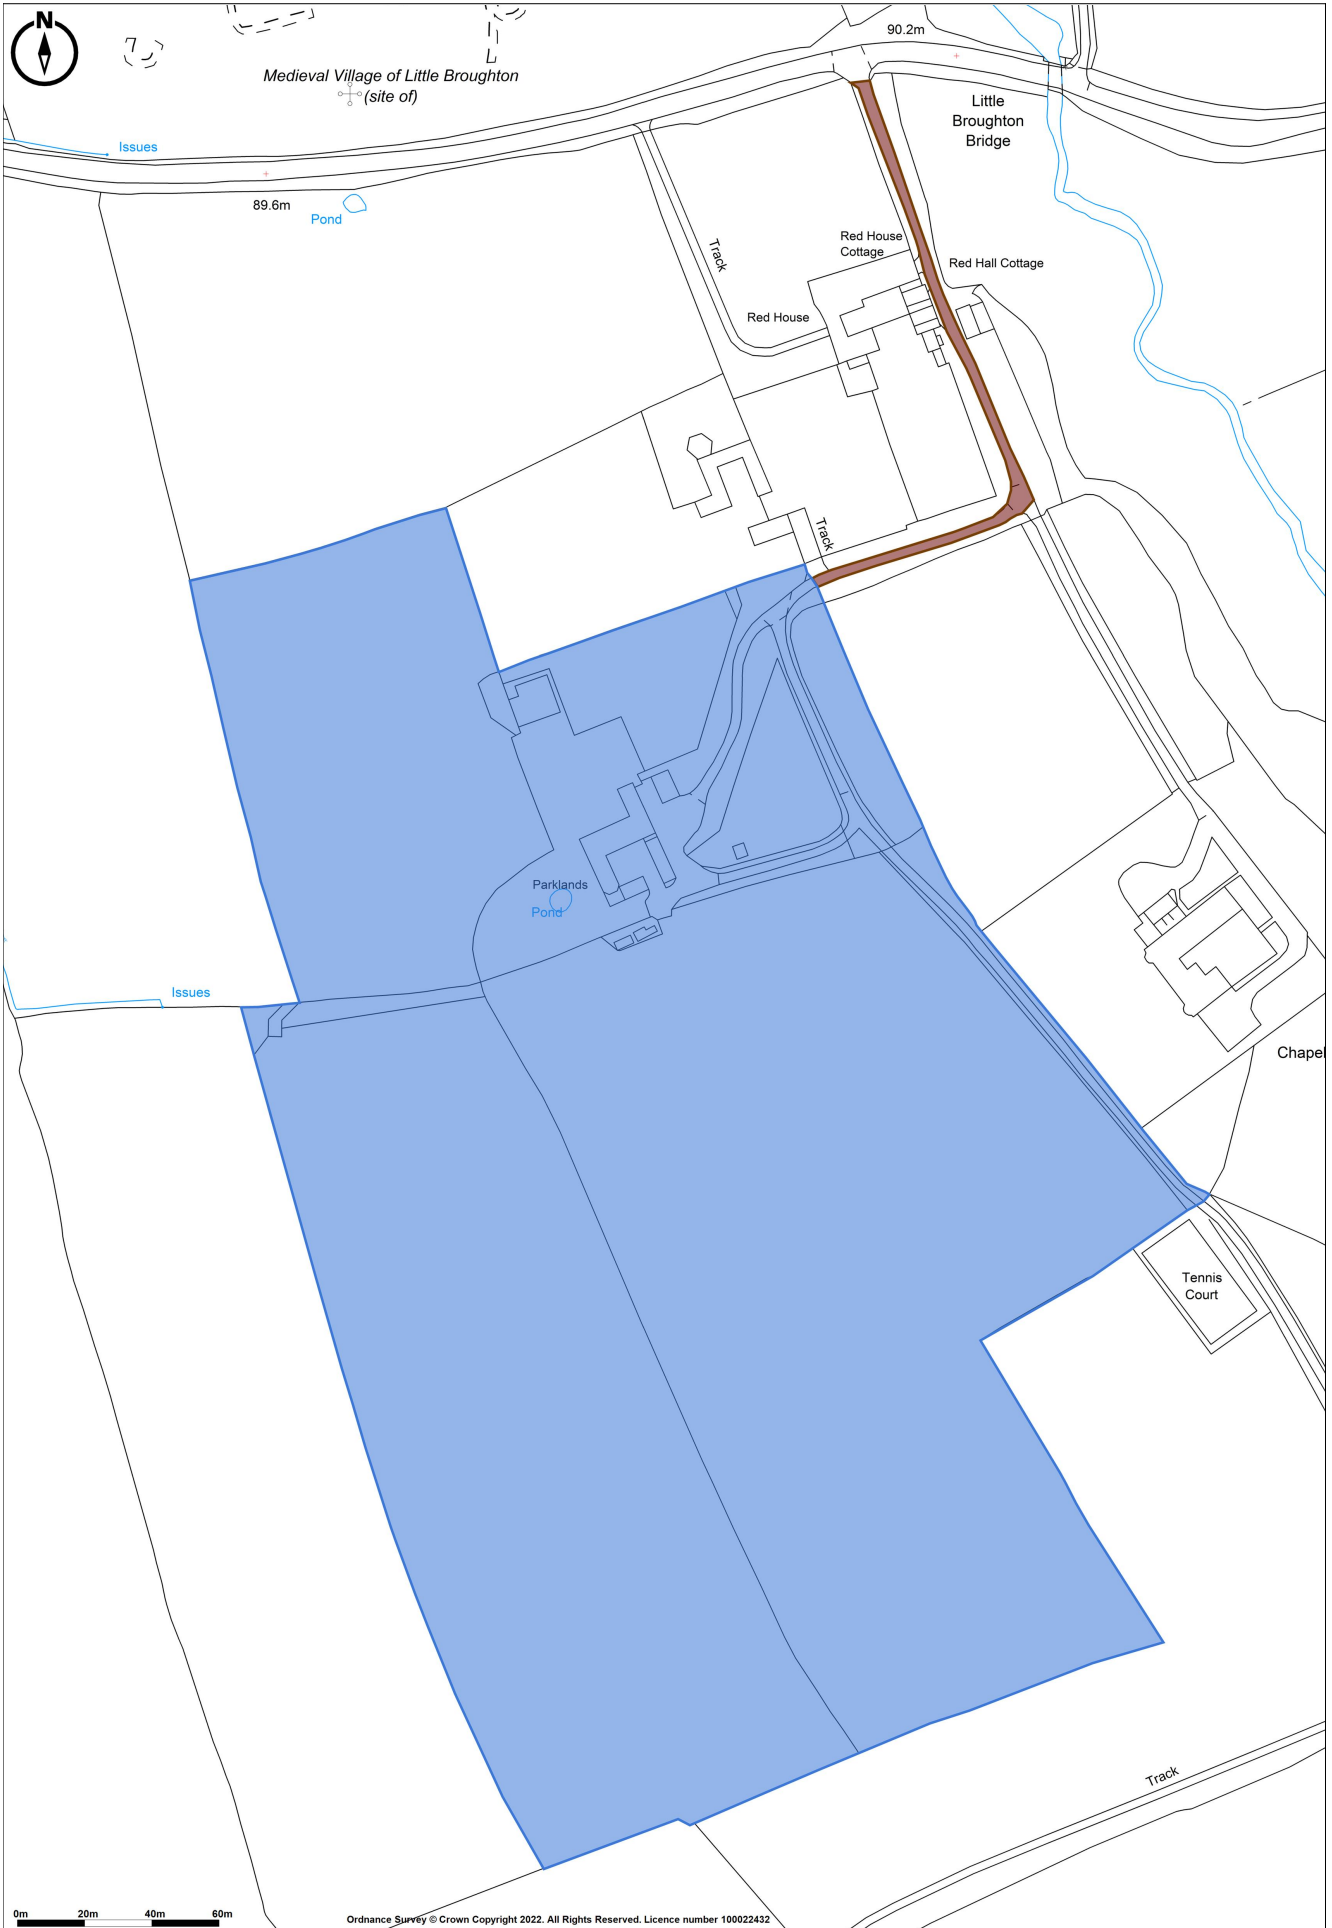 N
90.2m
Medieval Village of Little Broughton
(site of)
Little
Broughton
Bridge
Issues
89.6m
Pond
Track
Red House
Cottage
Red Hall Cottage
Red House
Track
Parklands
Pond
Issues
Chapel
Tennis
Court
Track
0m 20m 40m 60m
Ordnance Survey © Crown Copyright 2022. All Rights Reserved. Licence number 100022432